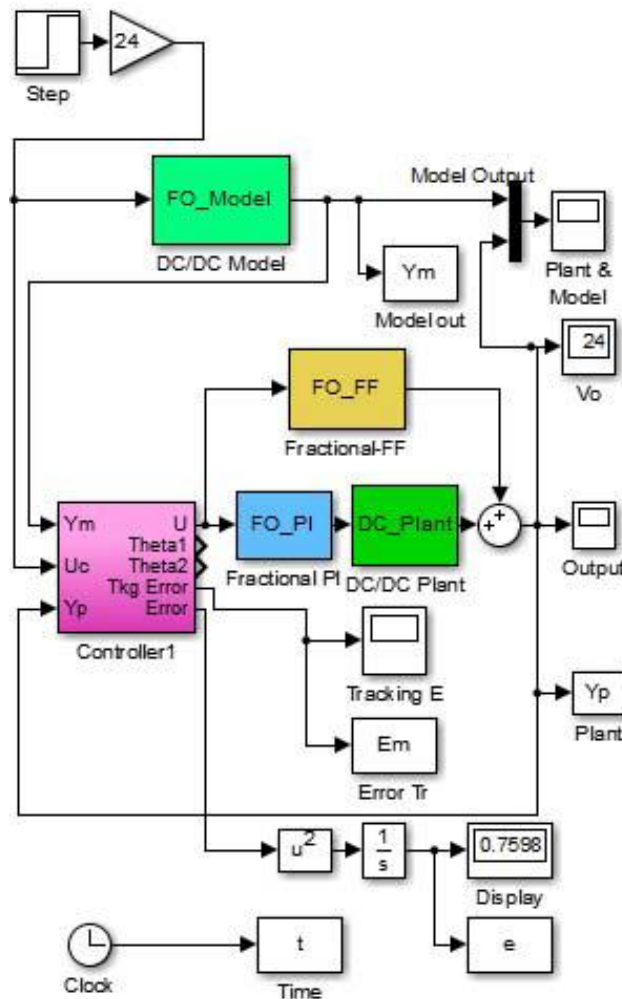 24
Step
FO_Model
DC/DC Model
Model Output
Plant &
Model
Ym
Model out
24
Vo
FO_FF
Fractional-FF
Ym
Uc
Yp
U
Theta1
Theta2
Tkg Error
Error
Controller1
FO_PI
Fractional PI
DC_Plant
DC/DC Plant
++
Output
Tracking E
Yp
Plant
Em
Error Tr
u²
1
s
0.7598
Display
e
Clock
t
Time